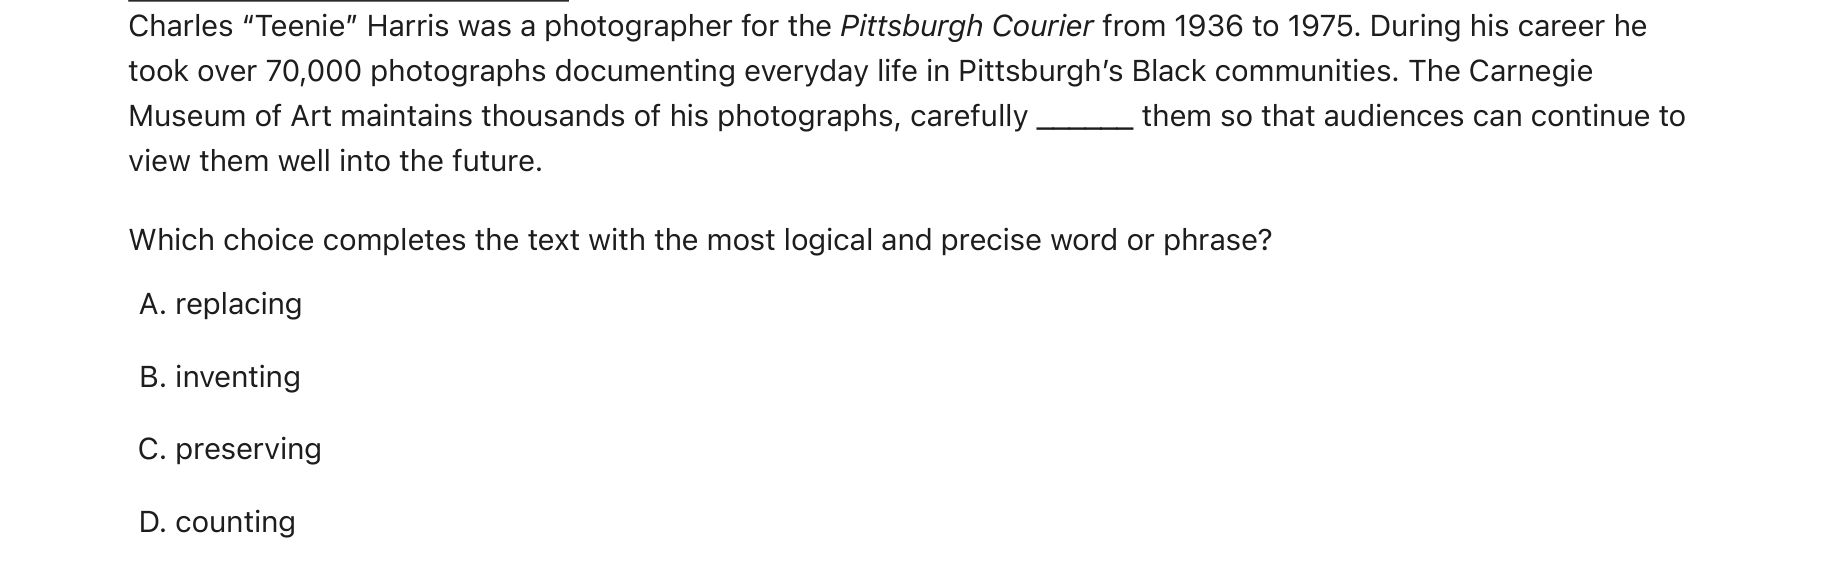 Charles “Teenie” Harris was a photographer for the Pittsburgh Courier from 1936 to 1975. During his career he
took over 70,000 photographs documenting everyday life in Pittsburgh’s Black communities. The Carnegie
Museum of Art maintains thousands of his photographs, carefully ______ them so that audiences can continue to
view them well into the future.
Which choice completes the text with the most logical and precise word or phrase?
A. replacing
B. inventing
C. preserving
D. counting